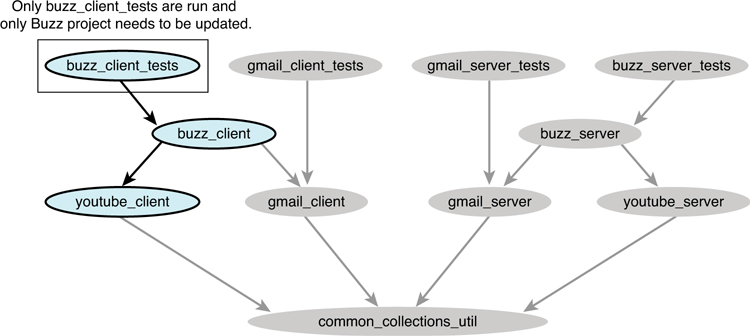 Only buzz_client_tests are run and
only Buzz project needs to be updated.
buzz_client_tests
gmail_client_tests
gmail_server_tests
buzz_server_tests
buzz_client
buzz_server
youtube_client
gmail_client
gmail_server
youtube_server
common_collections_util